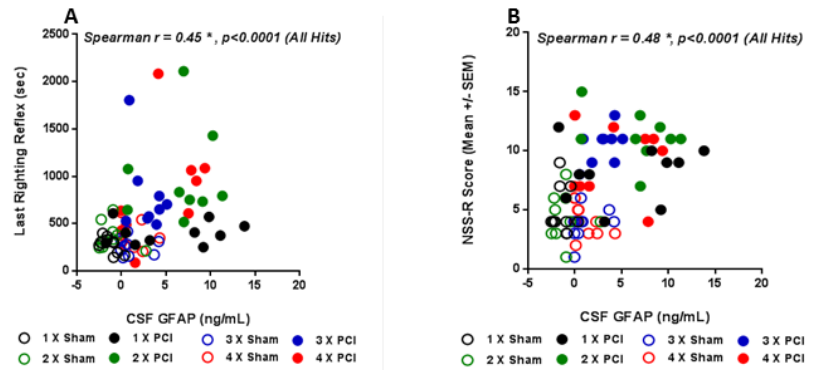 A
Spearman r = 0.45 *, p<0.0001 (All Hits)
Last Righting Reflex (sec)
2500
2000
1500
1000
500
0
-5 0 5 10 15 20
CSF GFAP (ng/mL)
1 X Sham 1 X PCI 3 X Sham 3 X PCI
2 X Sham 2 X PCI 4 X Sham 4 X PCI
B
Spearman r = 0.48 *, p<0.0001 (All Hits)
NSS-R Score (Mean +/- SEM)
20
15
10
5
0
-5 0 5 10 15 20
CSF GFAP (ng/mL)
1 X Sham 1 X PCI 3 X Sham 3 X PCI
2 X Sham 2 X PCI 4 X Sham 4 X PCI